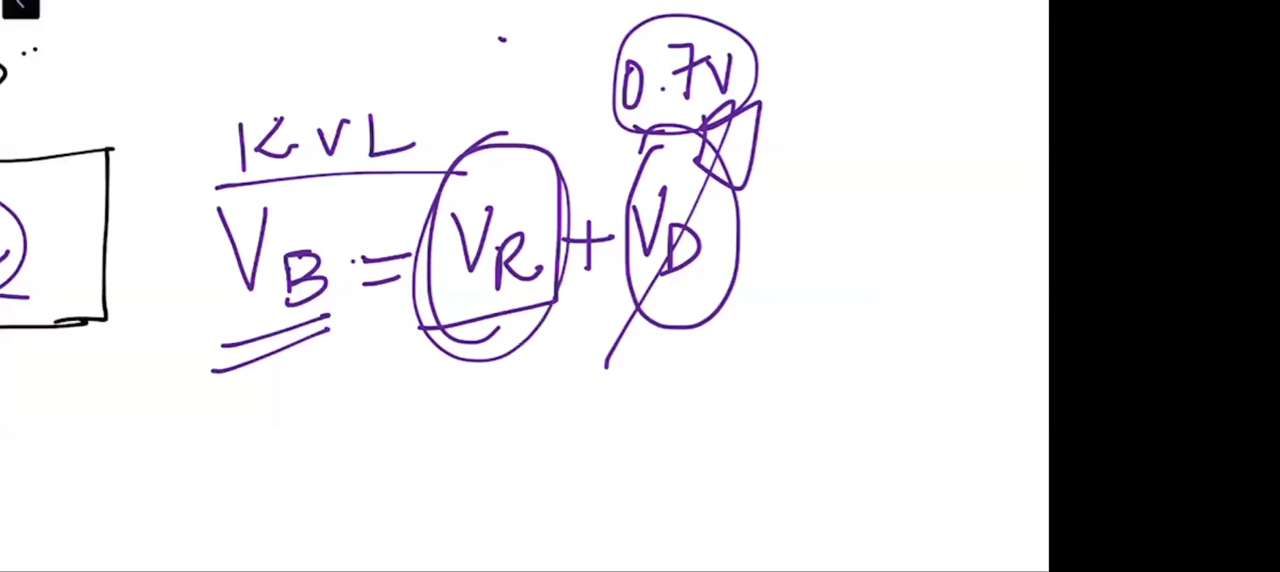 0.7V
KVL
VB = VR + VD